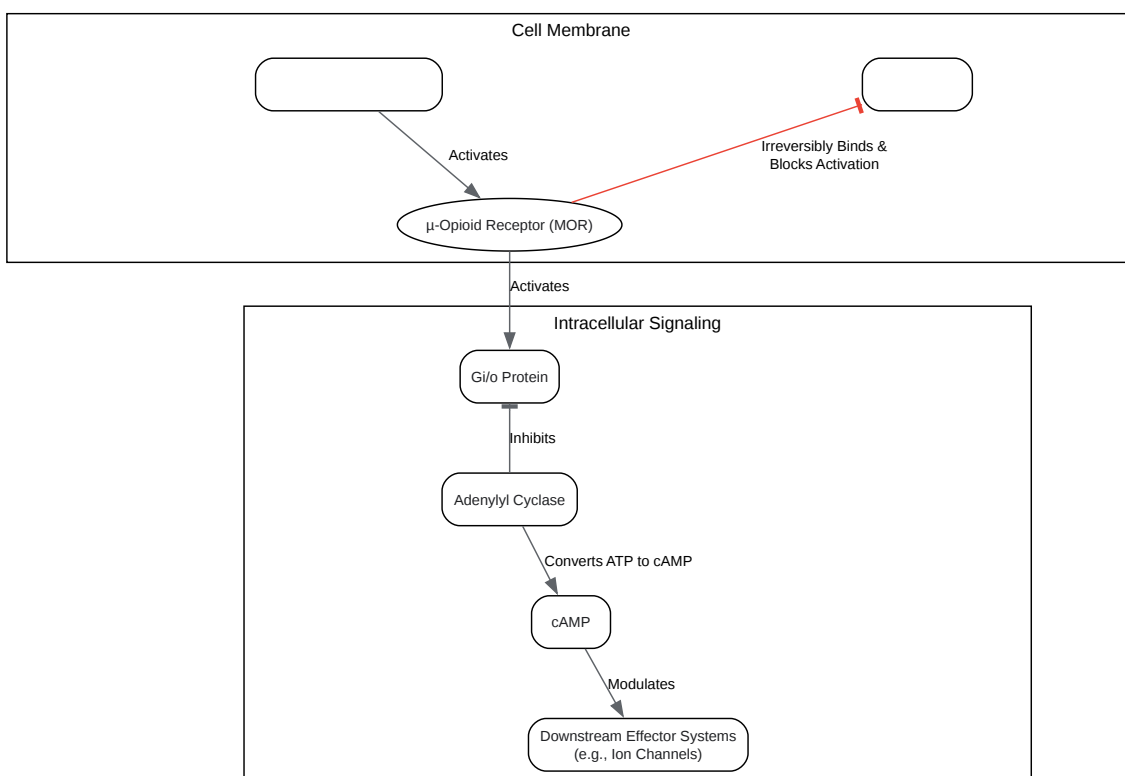 Cell Membrane
Activates
Irreversibly Binds &
Blocks Activation
µ-Opioid Receptor (MOR)
Activates
Intracellular Signaling
Gi/o Protein
Inhibits
Adenylyl Cyclase
Converts ATP to cAMP
cAMP
Modulates
Downstream Effector Systems
(e.g., Ion Channels)